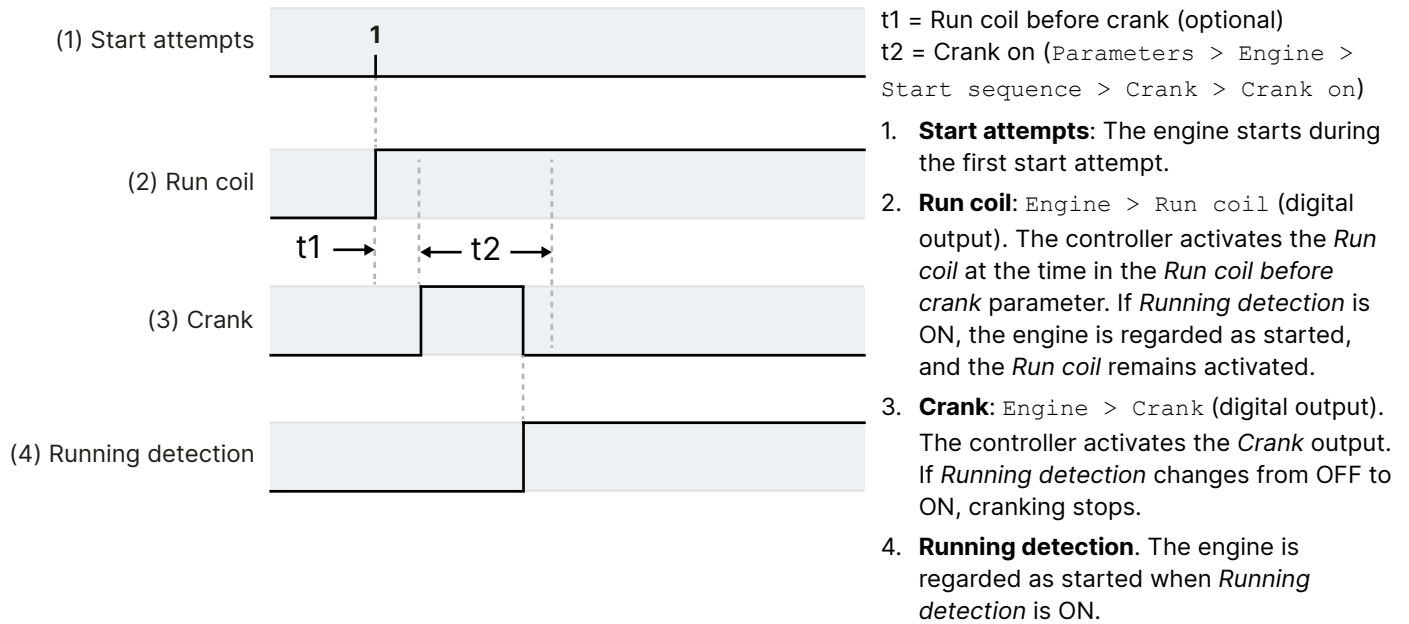 (1) Start attempts
1
(2) Run coil
t1
t2
(3) Crank
(4) Running detection
t1 = Run coil before crank (optional)
t2 = Crank on (Parameters > Engine >
Start sequence > Crank > Crank on)
1. Start attempts: The engine starts during
the first start attempt.
2. Run coil: Engine > Run coil (digital
output). The controller activates the Run
coil at the time in the Run coil before
crank parameter. If Running detection is
ON, the engine is regarded as started,
and the Run coil remains activated.
3. Crank: Engine > Crank (digital output).
The controller activates the Crank output.
If Running detection changes from OFF to
ON, cranking stops.
4. Running detection. The engine is
regarded as started when Running
detection is ON.